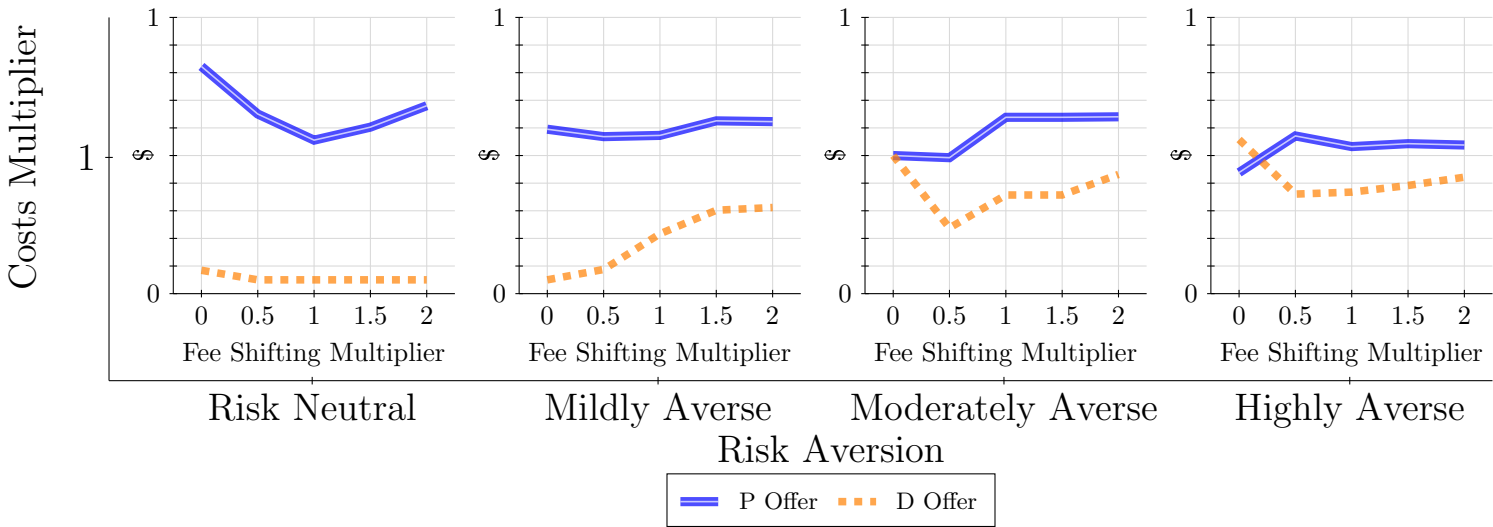 Costs Multiplier
1
1
$
0
0 0.5 1 1.5 2
Fee Shifting Multiplier
1
$
0
0 0.5 1 1.5 2
Fee Shifting Multiplier
1
$
0
0 0.5 1 1.5 2
Fee Shifting Multiplier
1
$
0
0 0.5 1 1.5 2
Fee Shifting Multiplier
Risk Neutral
Mildly Averse
Moderately Averse
Highly Averse
Risk Aversion
P Offer
D Offer